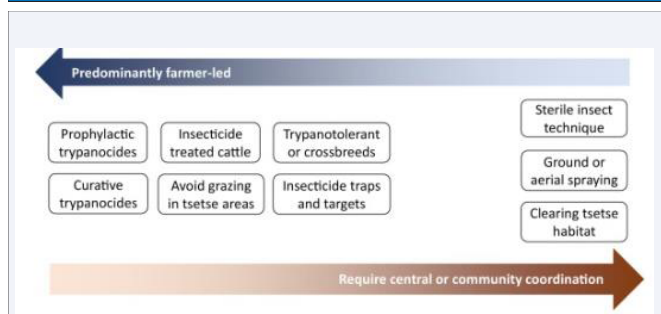 Predominantly farmer-led
Prophylactic
trypanocides
Insecticide
treated cattle
Trypanotolerant
or crossbreeds
Sterile insect
technique
Curative
trypanocides
Avoid grazing
in tsetse areas
Insecticide traps
and targets
Ground or
aerial spraying
Clearing tsetse
habitat
Require central or community coordination